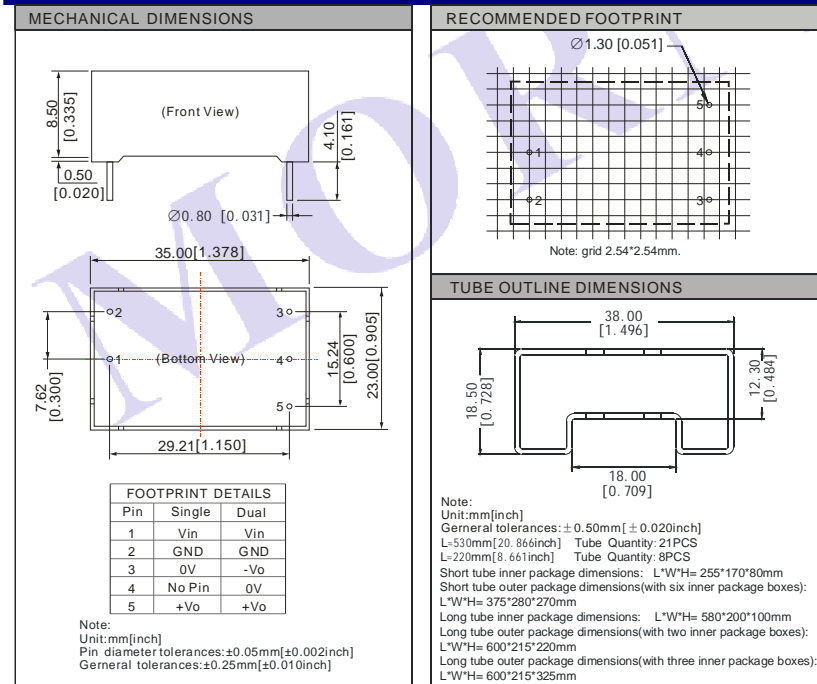 MECHANICAL DIMENSIONS
(Front View)
8.50
[0.335]
0.50
[0.020]
4.10
[0.161]
∅0.80 [0.031]
35.00[1.378]
2
3
1
(Bottom View)
4
5
7.62
[0.300]
15.24
[0.600]
23.00[0.905]
29.21[1.150]
FOOTPRINT DETAILS
Pin Single Dual
1 Vin Vin
2 GND GND
3 0V -Vo
4 No Pin 0V
5 +Vo +Vo
Note:
Unit:mm[inch]
Pin diameter tolerances:±0.05mm[±0.002inch]
Gerneral tolerances:±0.25mm[±0.010inch]
RECOMMENDED FOOTPRINT
∅1.30 [0.051]
5
1
4
2
3
Note: grid 2.54*2.54mm.
TUBE OUTLINE DIMENSIONS
38.00
[1.496]
18.50
[0.728]
12.30
[0.484]
18.00
[0.709]
Note:
Unit:mm[inch]
Gerneral tolerances:±0.50mm[±0.020inch]
L=530mm[20.866inch] Tube Quantity: 21PCS
L=220mm[8.661inch] Tube Quantity: 8PCS
Short tube inner package dimensions: L*W*H= 255*170*80mm
Short tube outer package dimensions(with six inner package boxes):
L*W*H= 375*280*270mm
Long tube inner package dimensions: L*W*H= 580*200*100mm
Long tube outer package dimensions(with two inner package boxes):
L*W*H= 600*215*220mm
Long tube outer package dimensions(with three inner package boxes):
L*W*H= 600*215*325mm